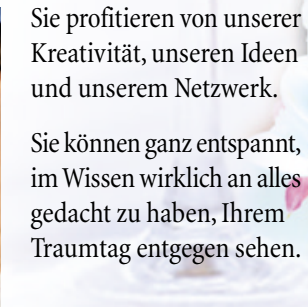 Sie profitieren von unserer
Kreativität, unseren Ideen
und unserem Netzwerk.
Sie können ganz entspannt,
im Wissen wirklich an alles
gedacht zu haben, Ihrem
Traumtag entgegen sehen.